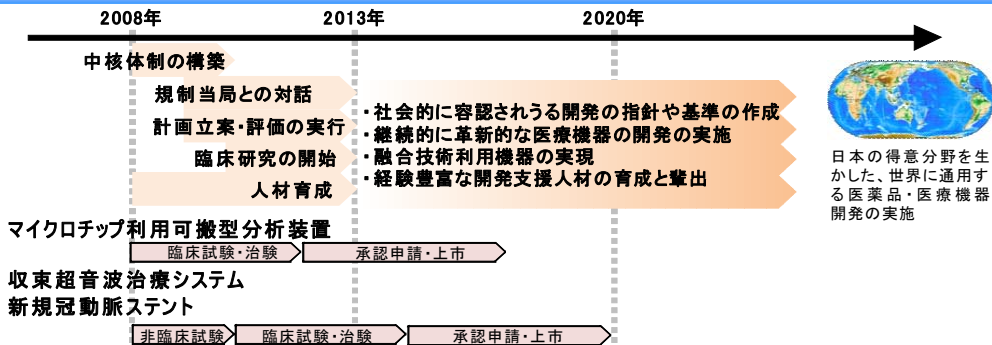 2008年
2013年
2020年
中核体制の構築
規制当局との対話
計画立案・評価の実行
臨床研究の開始
人材育成
・社会的に容認されうる開発の指針や基準の作成
・継続的に革新的な医療機器の開発の実施
・融合技術利用機器の実現
・経験豊富な開発支援人材の育成と輩出
日本の得意分野を生
かした、世界に通用す
る医薬品・医療機器
開発の実施
マイクロチップ利用可搬型分析装置
臨床試験・治験
承認申請・上市
収束超音波治療システム
新規冠動脈ステント
非臨床試験
臨床試験・治験
承認申請・上市